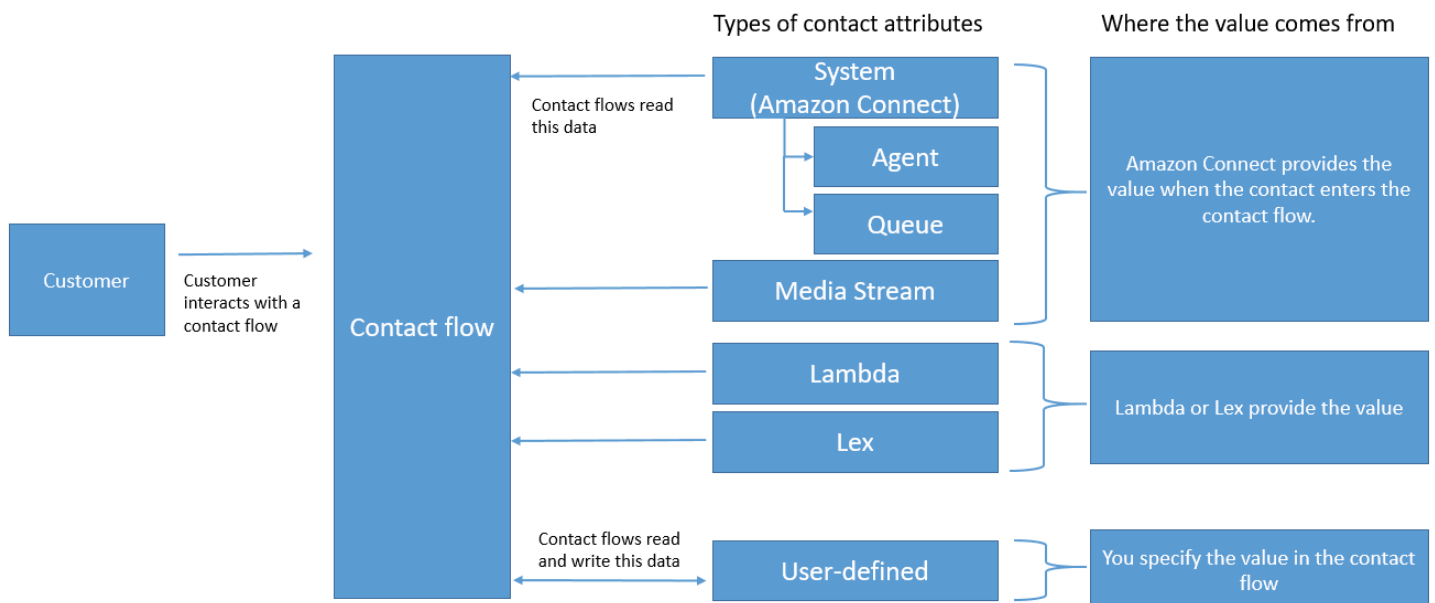 Types of contact attributes
Where the value comes from
System
(Amazon Connect)
Contact flows read
this data
Agent
Amazon Connect provides the
value when the contact enters the
contact flow.
Queue
Customer
Customer
interacts with a
contact flow
Media Stream
Contact flow
Lambda
Lambda or Lex provide the value
Lex
Contact flows read
and write this data
User-defined
You specify the value in the contact
flow